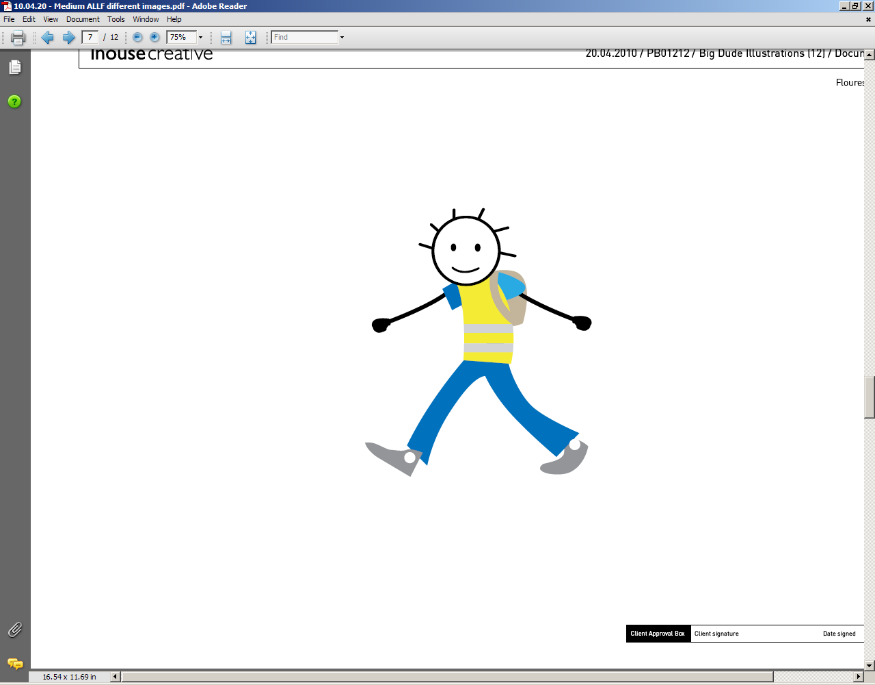 10.04.20 - Medium ALLF different images.pdf - Adobe Reader
File Edit View Document Tools Window Help
7 / 12 75% Find
inousecreative 20.04.2010 / PB01212 / Big Dude Illustrations (12) / Docum
Floures
Client Approval Box Client signature Date signed
16.54 x 11.69 in